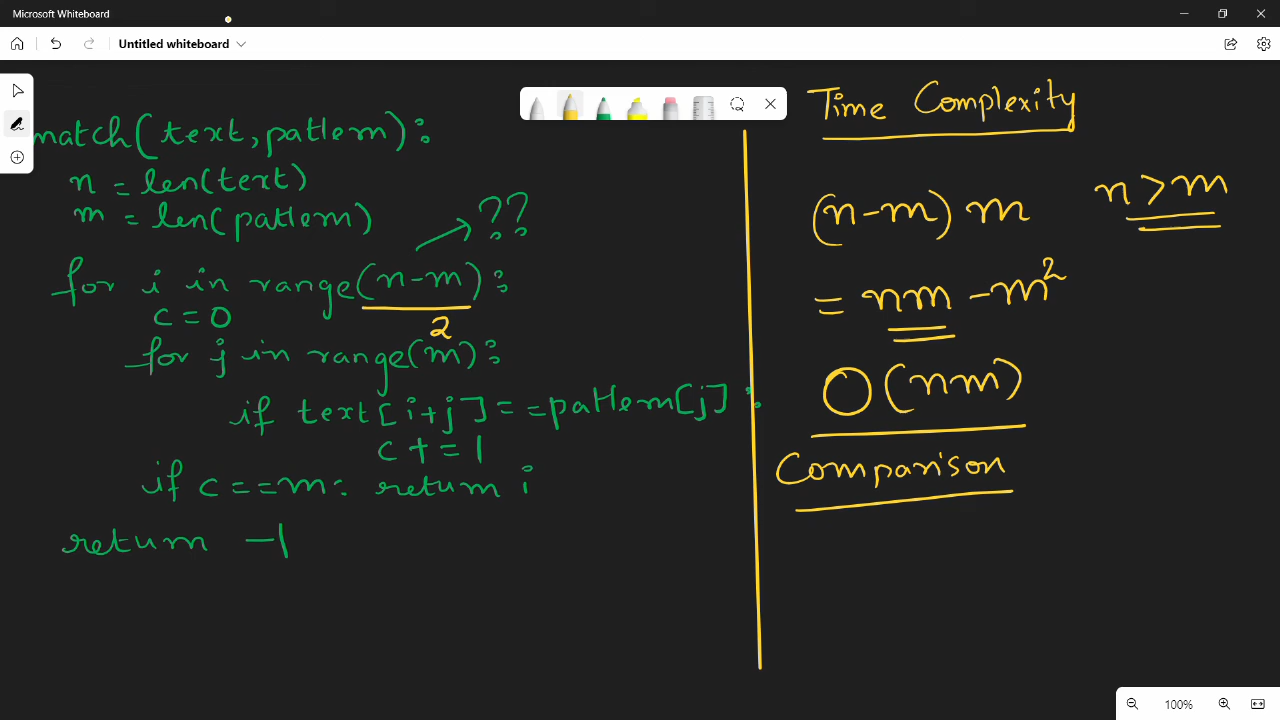 Microsoft Whiteboard
Untitled whiteboard
match(text,pattern):
n = len(text)
m = len(pattern)
??
for i in range(n-m):
2
c = 0
for j in range(m):
if text[i+j]==pattern[j]:
c += 1
if c==m: return i
return -1
Time Complexity
(n-m) m
n > m
= nm - m²
O(nm)
Comparison
100%